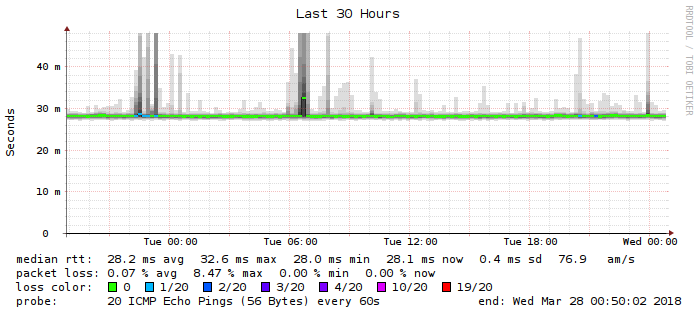 Last 30 Hours
RRDTOOL / TOBI OETIKER
Seconds
40 m
30 m
20 m
10 m
0
Tue 00:00 Tue 06:00 Tue 12:00 Tue 18:00 Wed 00:00
median rtt: 28.2 ms avg 32.6 ms max 28.0 ms min 28.1 ms now 0.4 ms sd 76.9 am/s
packet loss: 0.07 % avg 8.47 % max 0.00 % min 0.00 % now
loss color: 0 1/20 2/20 3/20 4/20 10/20 19/20
probe: 20 ICMP Echo Pings (56 Bytes) every 60s end: Wed Mar 28 00:50:02 2018